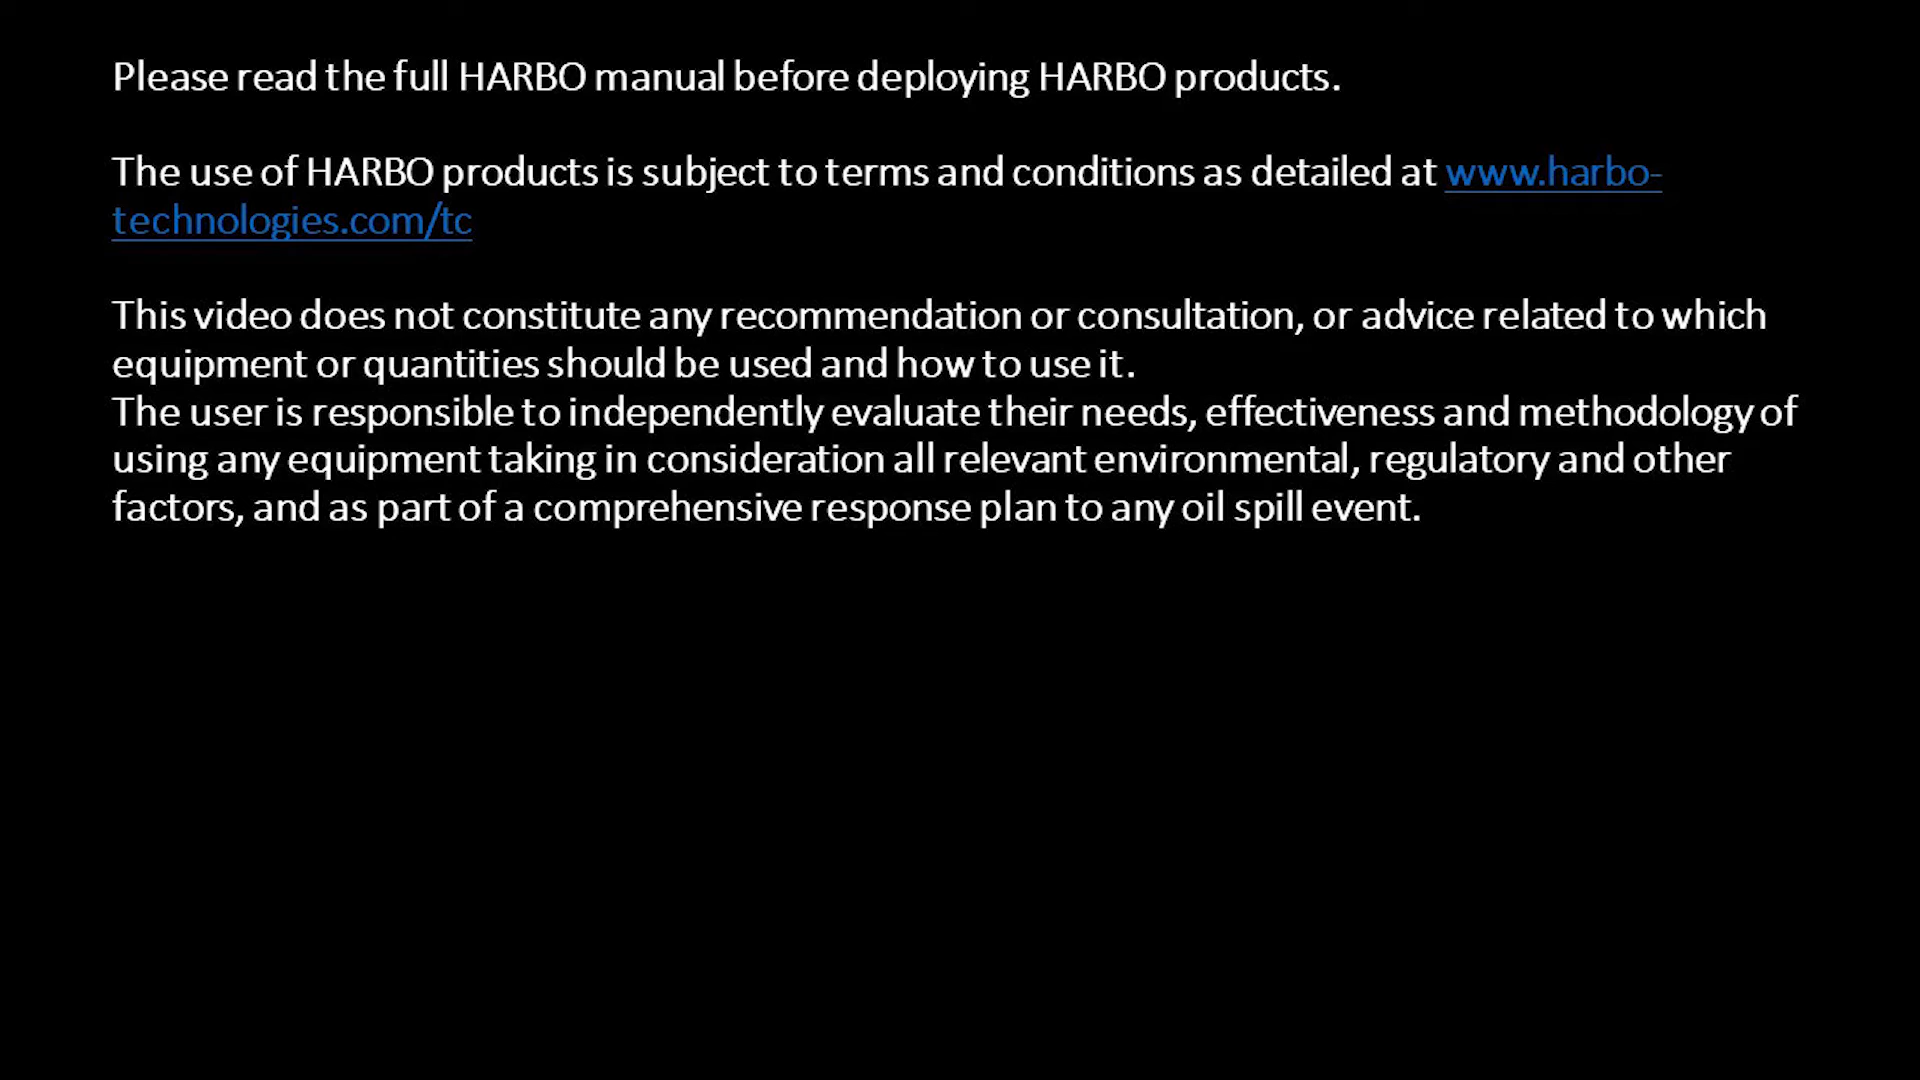 Please read the full HARBO manual before deploying HARBO products.
The use of HARBO products is subject to terms and conditions as detailed at www.harbo-
technologies.com/tc
This video does not constitute any recommendation or consultation, or advice related to which
equipment or quantities should be used and how to use it.
The user is responsible to independently evaluate their needs, effectiveness and methodology of
using any equipment taking in consideration all relevant environmental, regulatory and other
factors, and as part of a comprehensive response plan to any oil spill event.